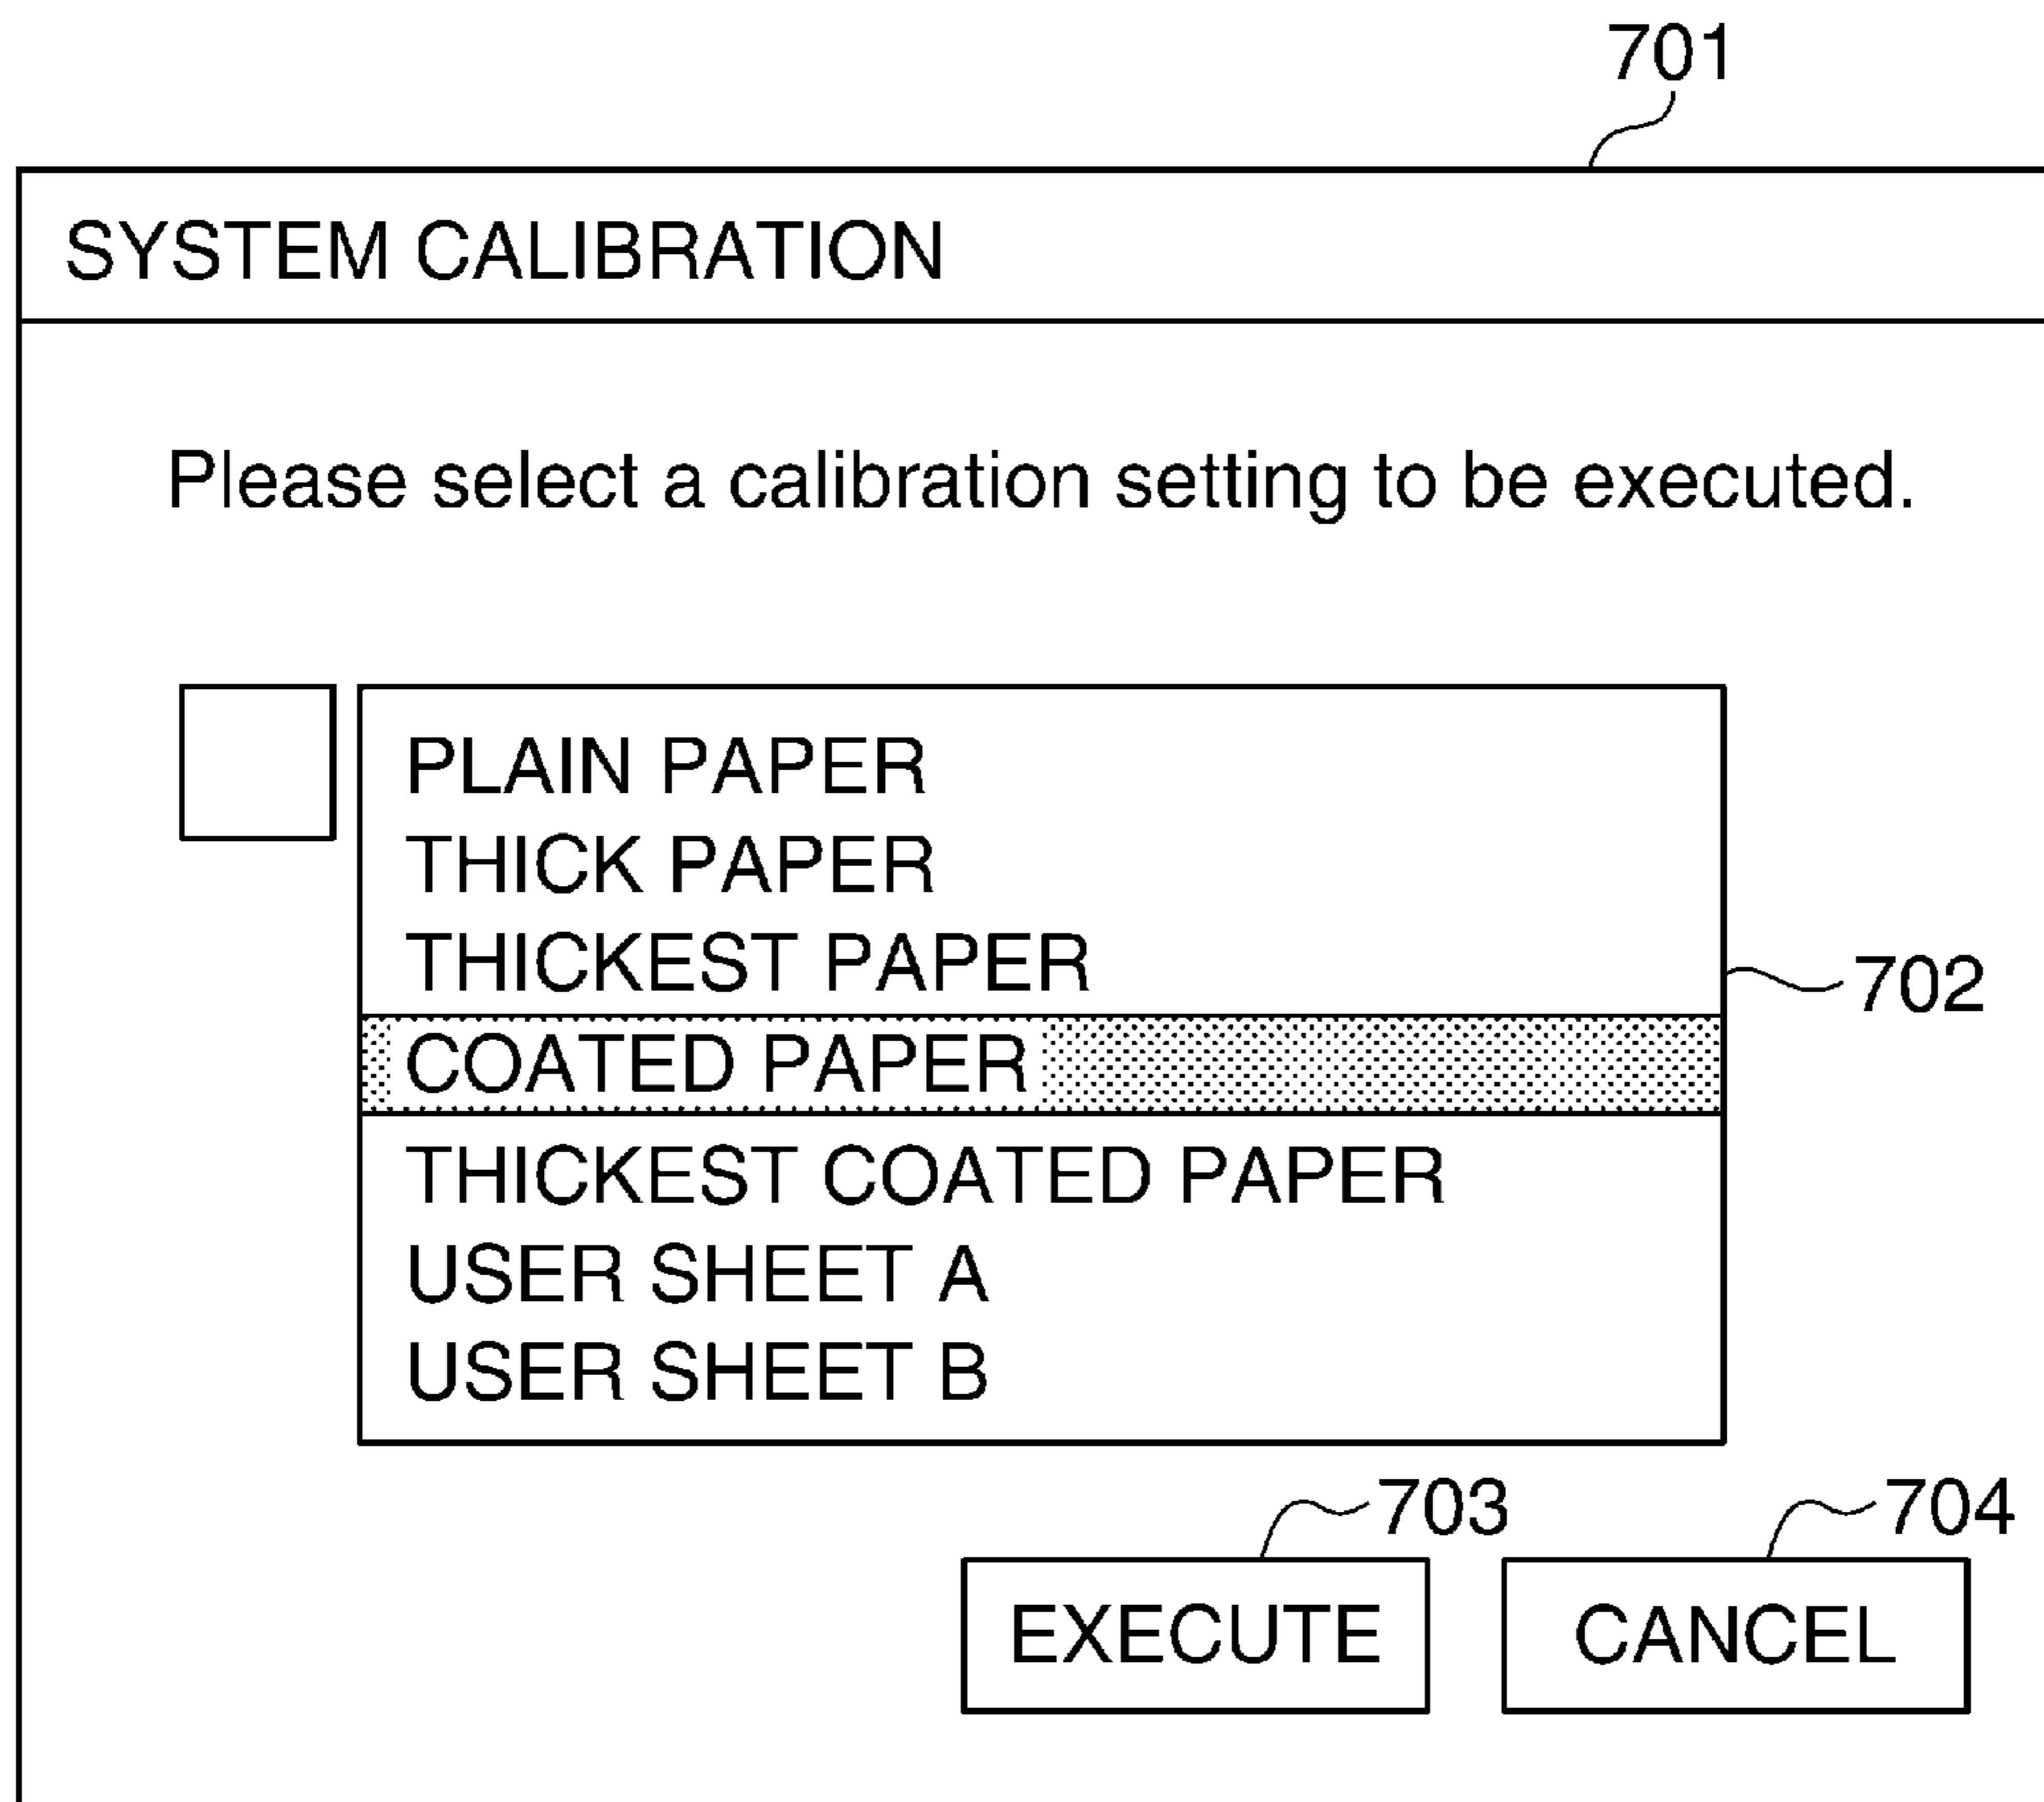 701
SYSTEM CALIBRATION
Please select a calibration setting to be executed.
PLAIN PAPER
THICK PAPER
THICKEST PAPER
702
COATED PAPER
THICKEST COATED PAPER
USER SHEET A
USER SHEET B
703 704
EXECUTE CANCEL